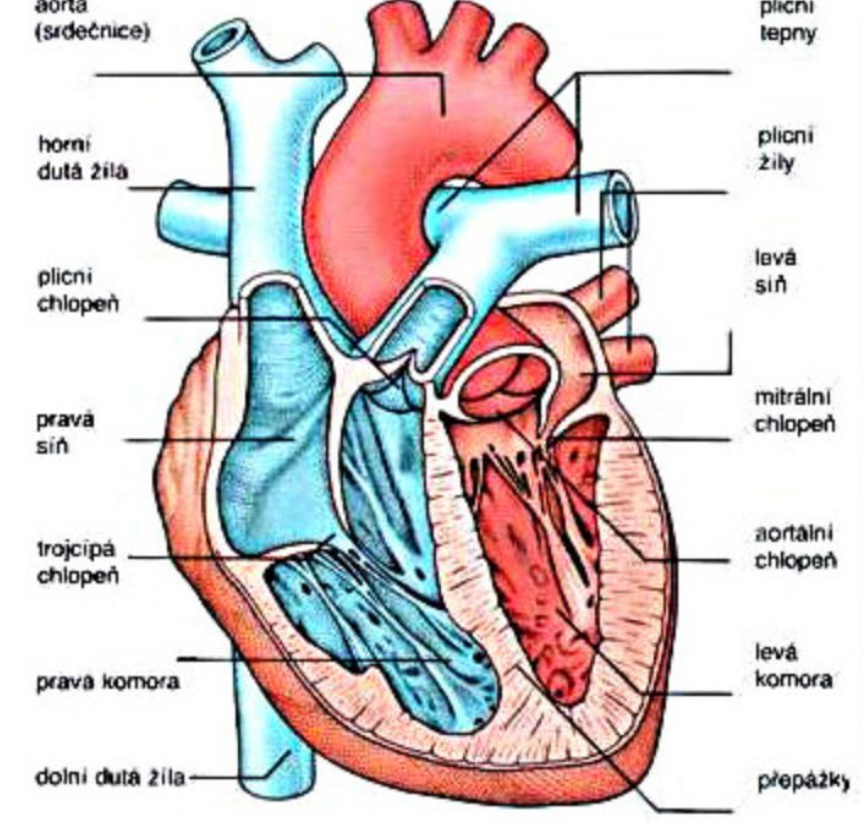 aorta
(srdečnice)
horní
dutá žíla
plicní
chlopeň
pravá
síň
trojcípá
chlopeň
pravá komora
dolní dutá žíla
plicní
tepny
plicní
žíly
levá
síň
mitrální
chlopeň
aortální
chlopeň
levá
komora
přepážky